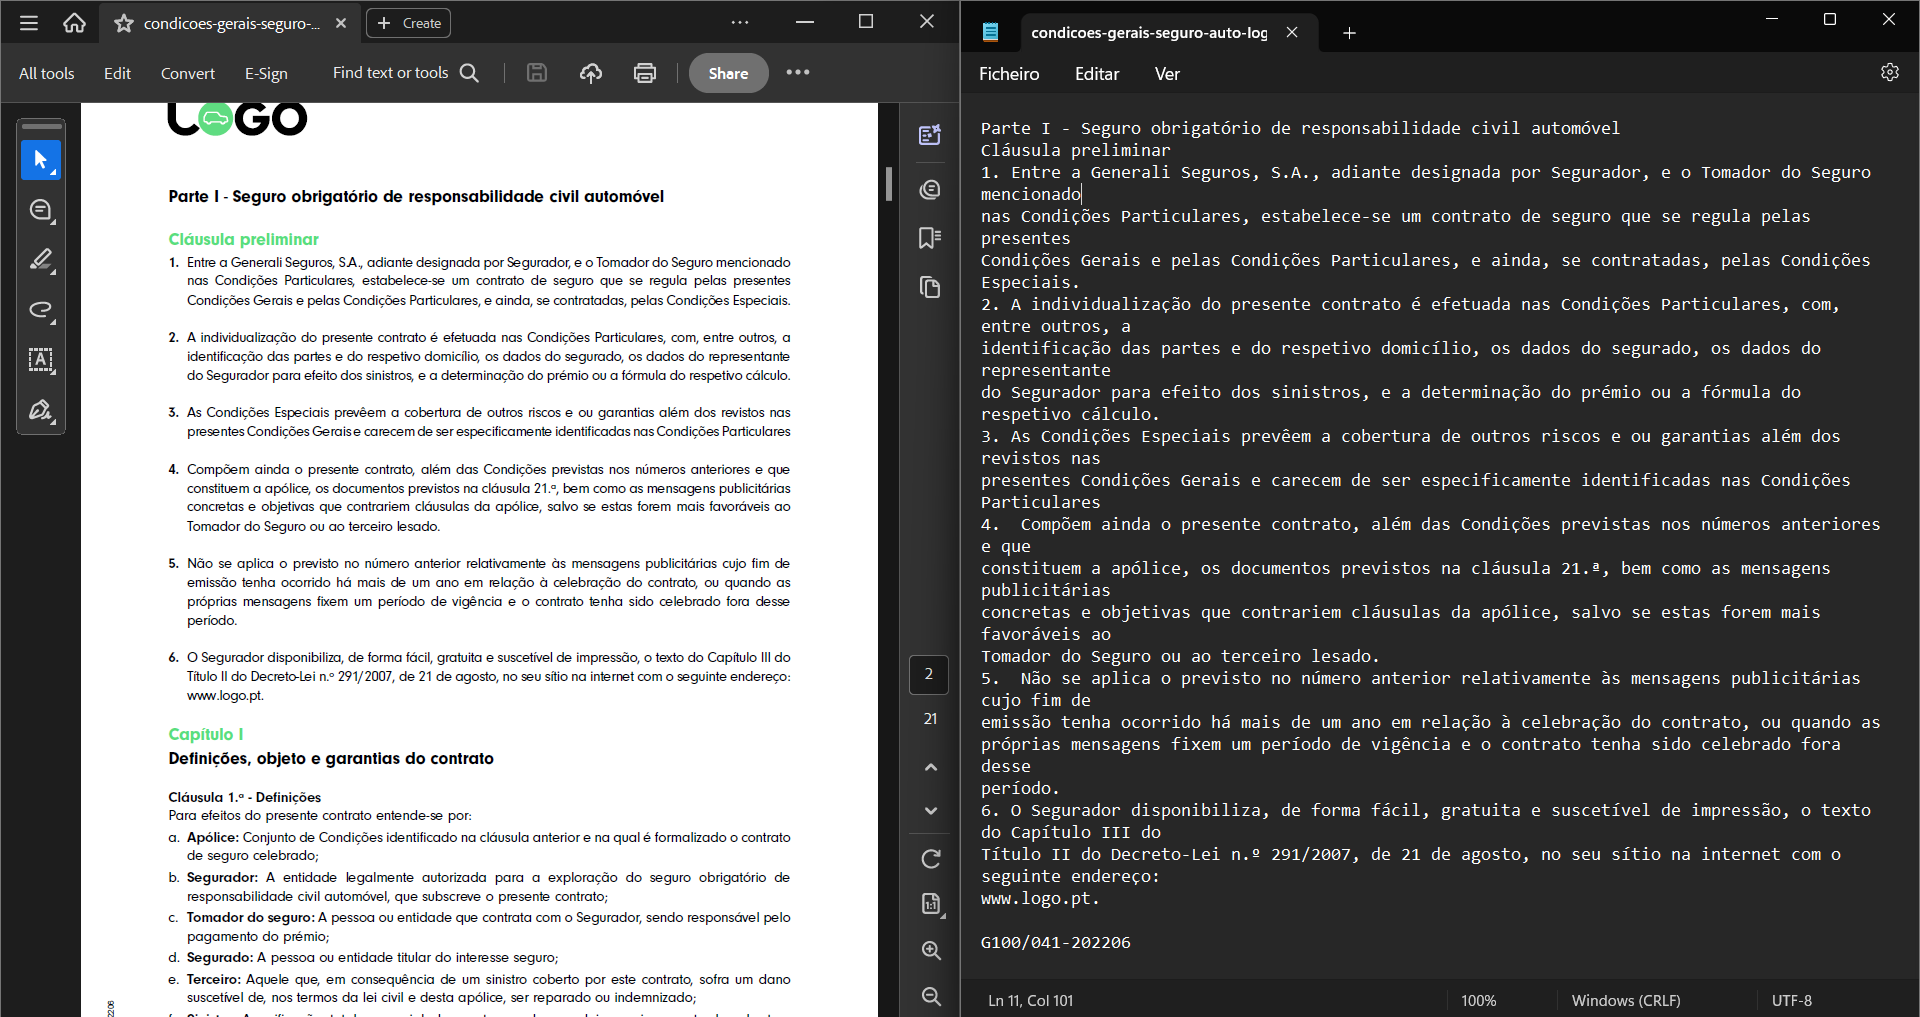 condicoes-gerais-seguro-...
Create
All tools
Edit
Convert
E-Sign
Find text or tools
Share
LOGO
Parte I - Seguro obrigatório de responsabilidade civil automóvel
Cláusula preliminar
1. Entre a Generali Seguros, S.A., adiante designada por Segurador, e o Tomador do Seguro mencionado
nas Condições Particulares, estabelece-se um contrato de seguro que se regula pelas presentes
Condições Gerais e pelas Condições Particulares, e ainda, se contratadas, pelas Condições Especiais.
2. A individualização do presente contrato é efetuada nas Condições Particulares, com, entre outros, a
identificação das partes e do respetivo domicílio, os dados do segurado, os dados do representante
do Segurador para efeito dos sinistros, e a determinação do prémio ou a fórmula do respetivo cálculo.
3. As Condições Especiais prevêem a cobertura de outros riscos e ou garantias além dos revistos nas
presentes Condições Gerais e carecem de ser especificamente identificadas nas Condições Particulares
4. Compõem ainda o presente contrato, além das Condições previstas nos números anteriores e que
constituem a apólice, os documentos previstos na cláusula 21.ª, bem como as mensagens publicitárias
concretas e objetivas que contrariem cláusulas da apólice, salvo se estas forem mais favoráveis ao
Tomador do Seguro ou ao terceiro lesado.
5. Não se aplica o previsto no número anterior relativamente às mensagens publicitárias cujo fim de
emissão tenha ocorrido há mais de um ano em relação à celebração do contrato, ou quando as
próprias mensagens fixem um período de vigência e o contrato tenha sido celebrado fora desse
período.
6. O Segurador disponibiliza, de forma fácil, gratuita e suscetível de impressão, o texto do Capítulo III do
Título II do Decreto-Lei n.º 291/2007, de 21 de agosto, no seu sítio na internet com o seguinte endereço:
www.logo.pt.
Capítulo I
Definições, objeto e garantias do contrato
Cláusula 1.ª - Definições
Para efeitos do presente contrato entende-se por:
a. Apólice: Conjunto de Condições identificado na cláusula anterior e na qual é formalizado o contrato
de seguro celebrado;
b. Segurador: A entidade legalmente autorizada para a exploração do seguro obrigatório de
responsabilidade civil automóvel, que subscreve o presente contrato;
c. Tomador do seguro: A pessoa ou entidade que contrata com o Segurador, sendo responsável pelo
pagamento do prémio;
d. Segurado: A pessoa ou entidade titular do interesse seguro;
e. Terceiro: Aquele que, em consequência de um sinistro coberto por este contrato, sofra um dano
suscetível de, nos termos da lei civil e desta apólice, ser reparado ou indemnizado;
2206
2
21
condicoes-gerais-seguro-auto-log
Ficheiro
Editar
Ver
Parte I - Seguro obrigatório de responsabilidade civil automóvel
Cláusula preliminar
1. Entre a Generali Seguros, S.A., adiante designada por Segurador, e o Tomador do Seguro
mencionado
nas Condições Particulares, estabelece-se um contrato de seguro que se regula pelas
presentes
Condições Gerais e pelas Condições Particulares, e ainda, se contratadas, pelas Condições
Especiais.
2. A individualização do presente contrato é efetuada nas Condições Particulares, com,
entre outros, a
identificação das partes e do respetivo domicílio, os dados do segurado, os dados do
representante
do Segurador para efeito dos sinistros, e a determinação do prémio ou a fórmula do
respetivo cálculo.
3. As Condições Especiais prevêem a cobertura de outros riscos e ou garantias além dos
revistos nas
presentes Condições Gerais e carecem de ser especificamente identificadas nas Condições
Particulares
4.  Compõem ainda o presente contrato, além das Condições previstas nos números anteriores
e que
constituem a apólice, os documentos previstos na cláusula 21.ª, bem como as mensagens
publicitárias
concretas e objetivas que contrariem cláusulas da apólice, salvo se estas forem mais
favoráveis ao
Tomador do Seguro ou ao terceiro lesado.
5.  Não se aplica o previsto no número anterior relativamente às mensagens publicitárias
cujo fim de
emissão tenha ocorrido há mais de um ano em relação à celebração do contrato, ou quando as
próprias mensagens fixem um período de vigência e o contrato tenha sido celebrado fora
desse
período.
6. O Segurador disponibiliza, de forma fácil, gratuita e suscetível de impressão, o texto
do Capítulo III do
Título II do Decreto-Lei n.º 291/2007, de 21 de agosto, no seu sítio na internet com o
seguinte endereço:
www.logo.pt.
G100/041-202206
Ln 11, Col 101
100%
Windows (CRLF)
UTF-8